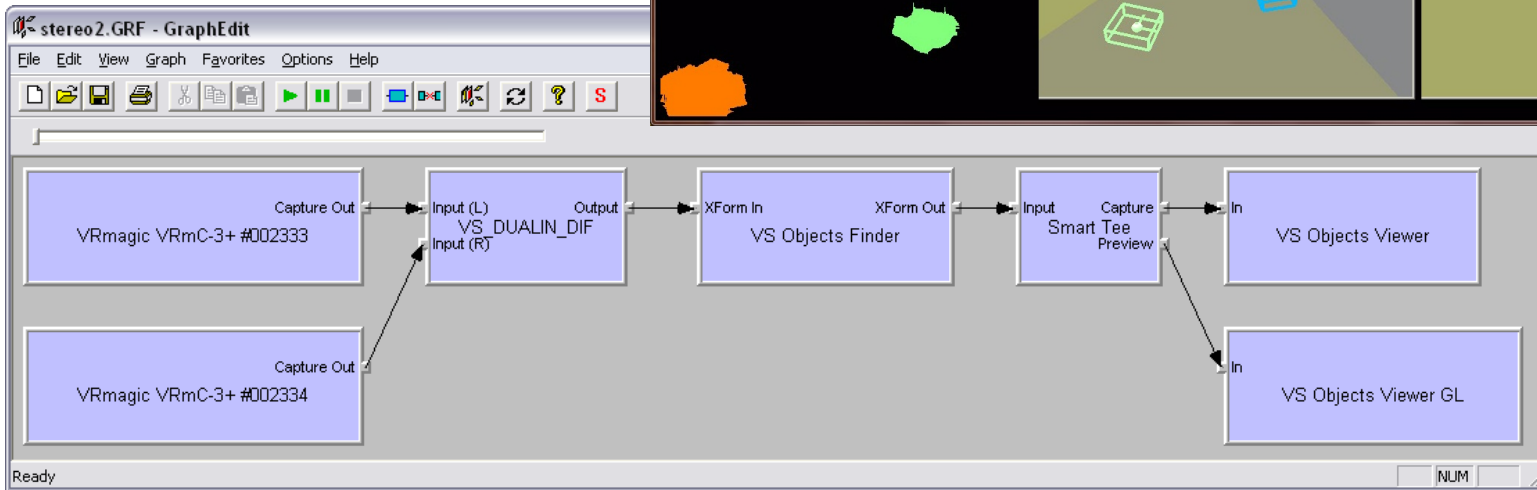 stereo2.GRF - GraphEdit
File Edit View Graph Favorites Options Help
S
Capture Out
VRmagic VRmC-3+ #002333
Input (L) Output
VS_DUALIN_DIF
Input (R)
XForm In XForm Out
VS Objects Finder
Input Capture
Smart Tee
Preview
In
VS Objects Viewer
Capture Out
VRmagic VRmC-3+ #002334
In
VS Objects Viewer GL
Ready NUM